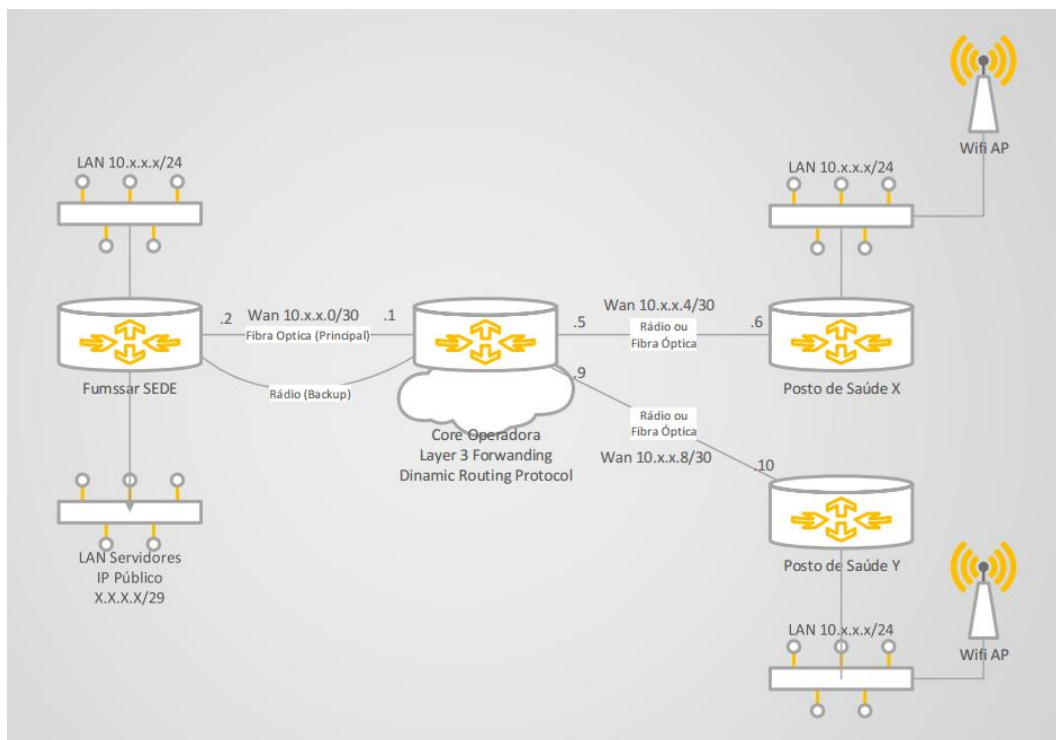 Wifi AP
LAN 10.x.x.x/24
LAN 10.x.x.x/24
.2
Wan 10.x.x.0/30
.1
Fibra Optica (Principal)
Wan 10.x.x.4/30
.5
.6
Rádio ou
Fibra Óptica
Fumssar SEDE
Rádio (Backup)
.9
Posto de Saúde X
Core Operadora
Layer 3 Forwanding
Dinamic Routing Protocol
Rádio ou
Fibra Óptica
Wan 10.x.x.8/30
.10
LAN Servidores
IP Público
X.X.X.X/29
Posto de Saúde Y
LAN 10.x.x.x/24
Wifi AP